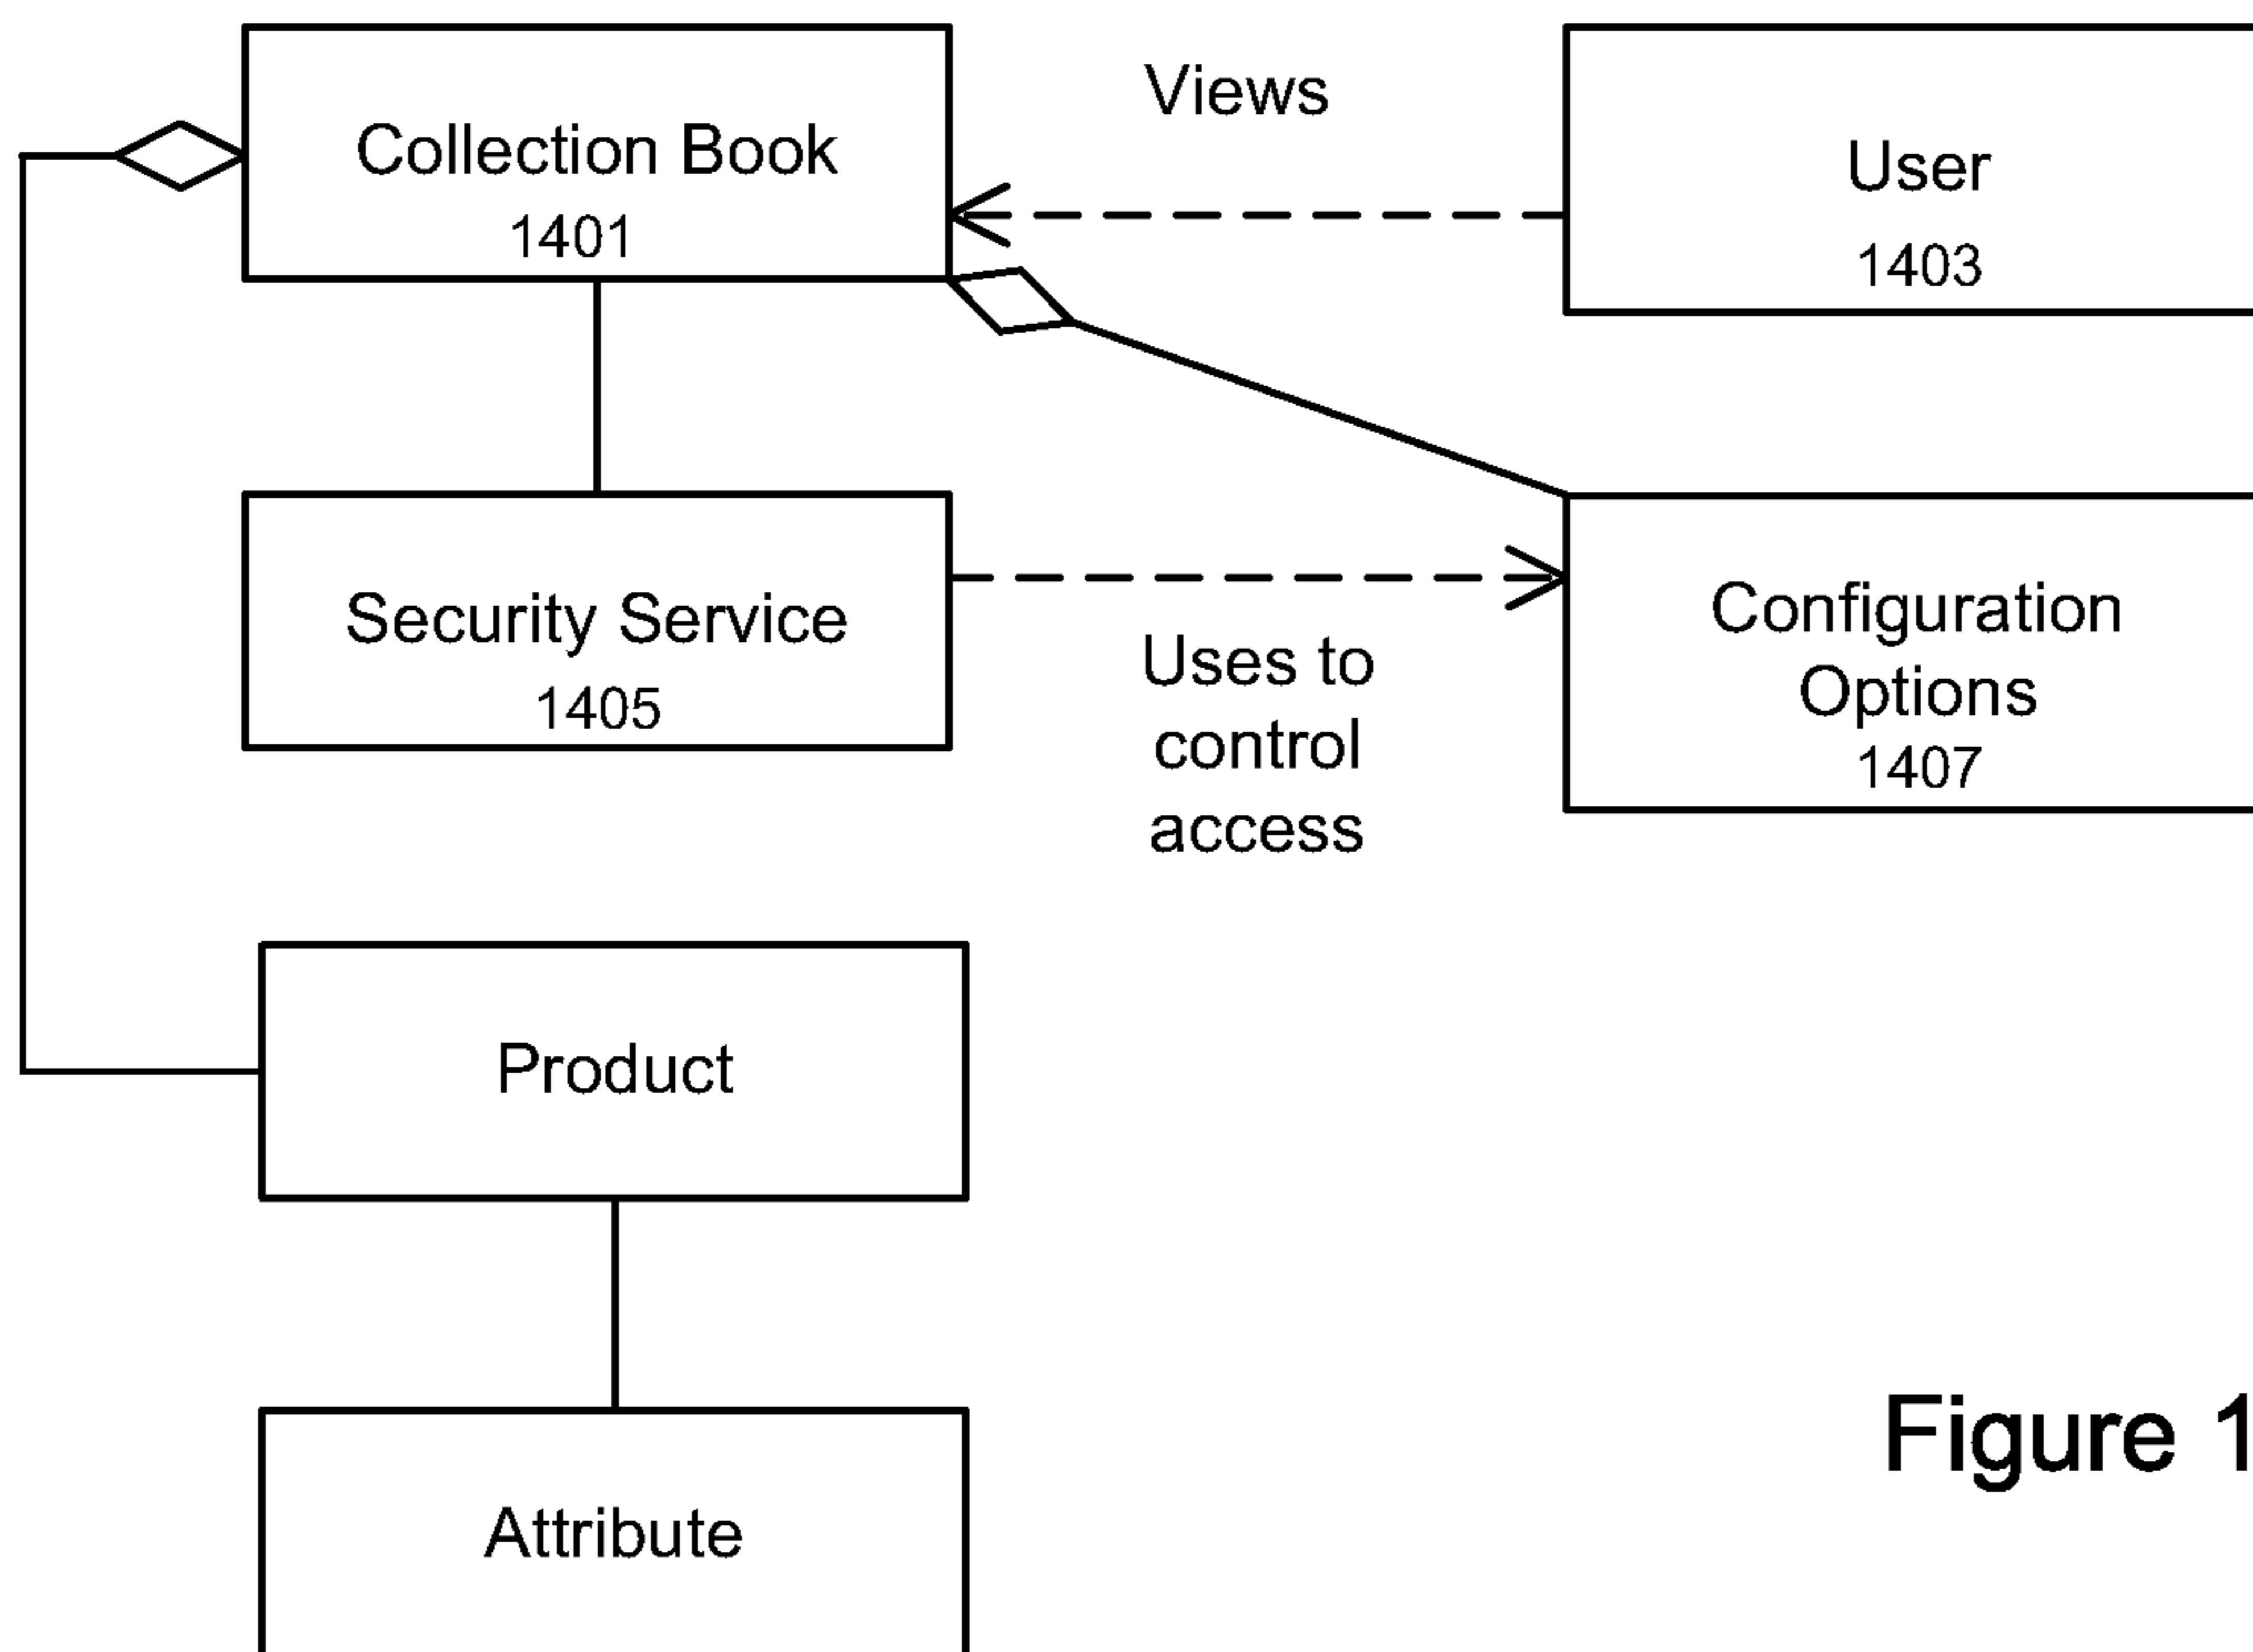 Collection Book
1401
Views
User
1403
Security Service
1405
Uses to
control
access
Configuration
Options
1407
Product
Attribute
Figure 1